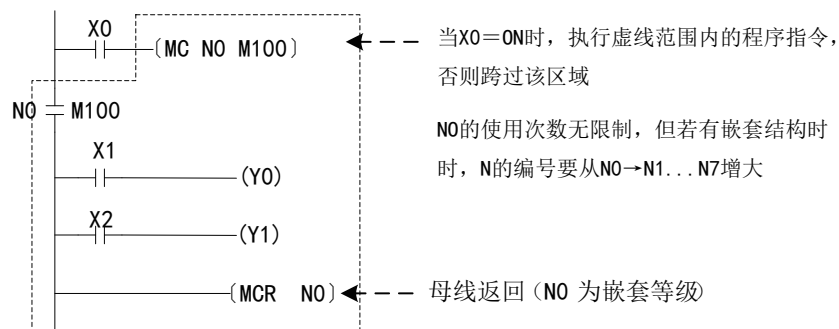 X0
(MC N0 M100)
当X0＝ON时，执行虚线范围内的程序指令，
否则跨过该区域
N0 M100
N0的使用次数无限制，但若有嵌套结构时
时，N的编号要从N0→N1...N7增大
X1
(Y0)
X2
(Y1)
(MCR N0)
母线返回（N0 为嵌套等级）